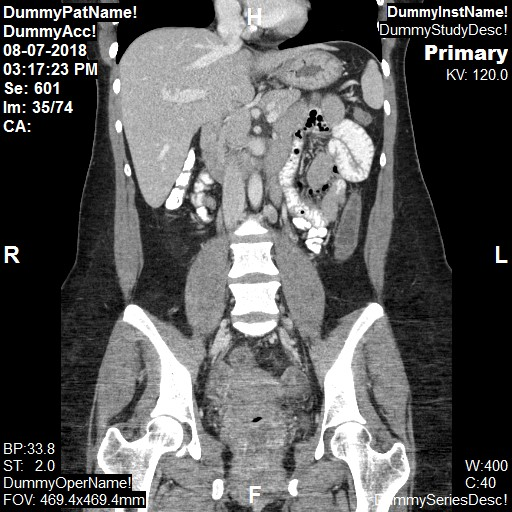 DummyPatName!
DummyAcc!
08-07-2018
03:17:23 PM
Se: 601
Im: 35/74
CA:
H
DummyInstName!
DummyStudyDesc!
Primary
KV: 120.0
R
L
BP:33.8
ST: 2.0
DummyOperName!
FOV: 469.4x469.4mm
F
W:400
C:40
DummySeriesDesc!